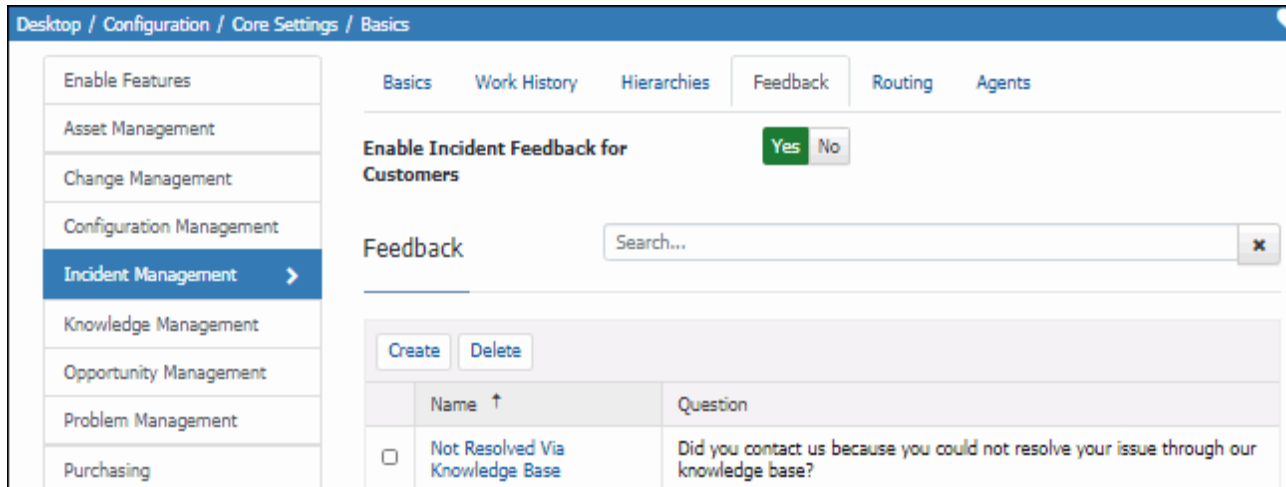 Desktop / Configuration / Core Settings / Basics
Enable Features
Asset Management
Change Management
Configuration Management
Incident Management
Knowledge Management
Opportunity Management
Problem Management
Purchasing
Basics Work History Hierarchies Feedback Routing Agents
Enable Incident Feedback for
Customers
Yes No
Feedback
Search...
Create Delete
Name ↑ Question
Not Resolved Via
Knowledge Base
Did you contact us because you could not resolve your issue through our
knowledge base?